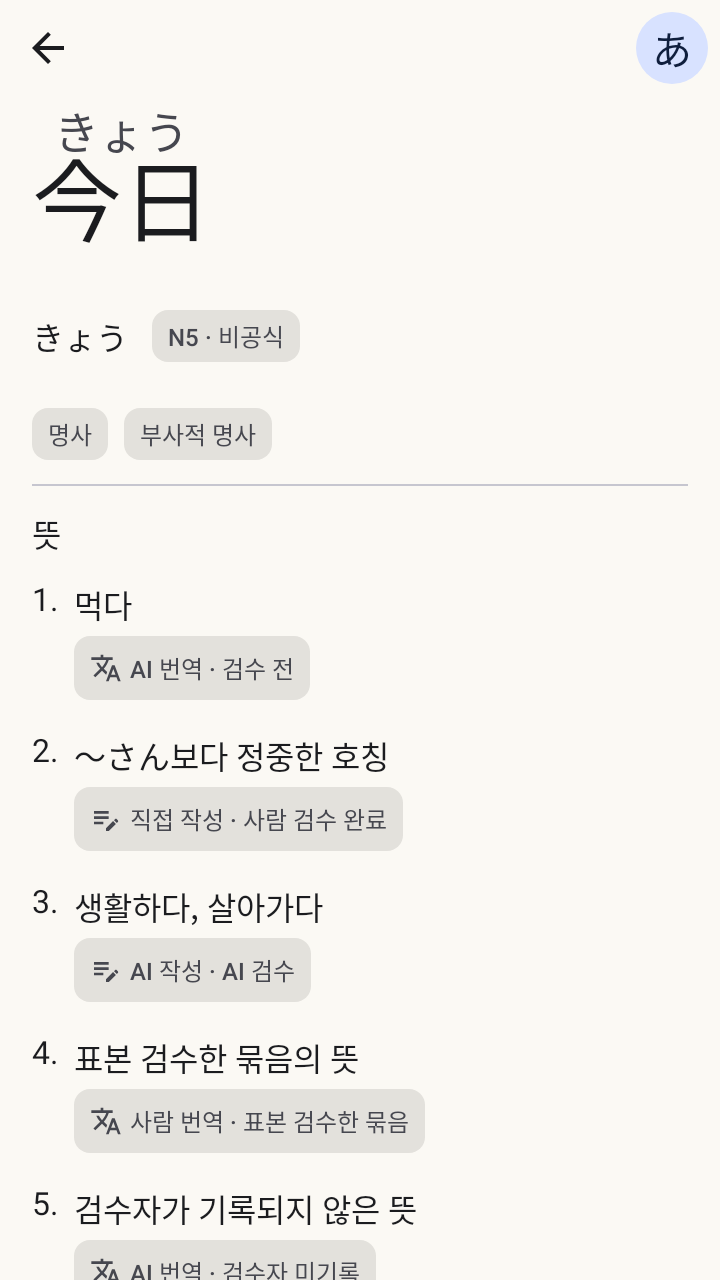 あ
きょう
今日
きょう N5 · 비공식
명사 부사적 명사
뜻
1. 먹다
AI 번역 · 검수 전
2. 〜さん보다 정중한 호칭
직접 작성 · 사람 검수 완료
3. 생활하다, 살아가다
AI 작성 · AI 검수
4. 표본 검수한 묶음의 뜻
사람 번역 · 표본 검수한 묶음
5. 검수자가 기록되지 않은 뜻
AI 번역 · 검수자 미기록